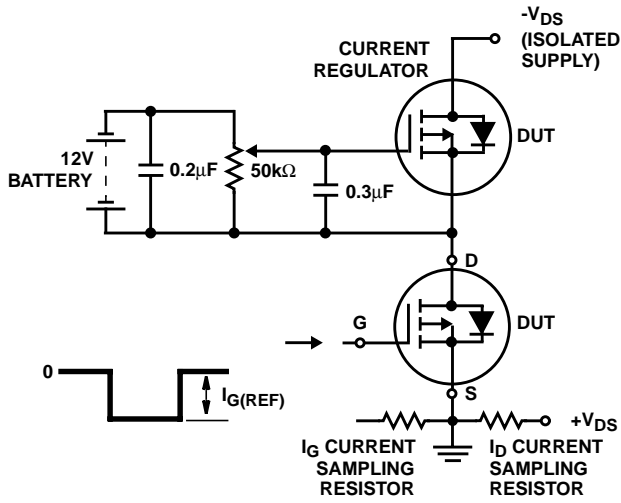 -VDS
(ISOLATED
SUPPLY)
CURRENT
REGULATOR
DUT
12V
BATTERY
0.2μF
50kΩ
0.3μF
D
G
DUT
0
IG(REF)
S
+VDS
IG CURRENT
SAMPLING
RESISTOR
ID CURRENT
SAMPLING
RESISTOR